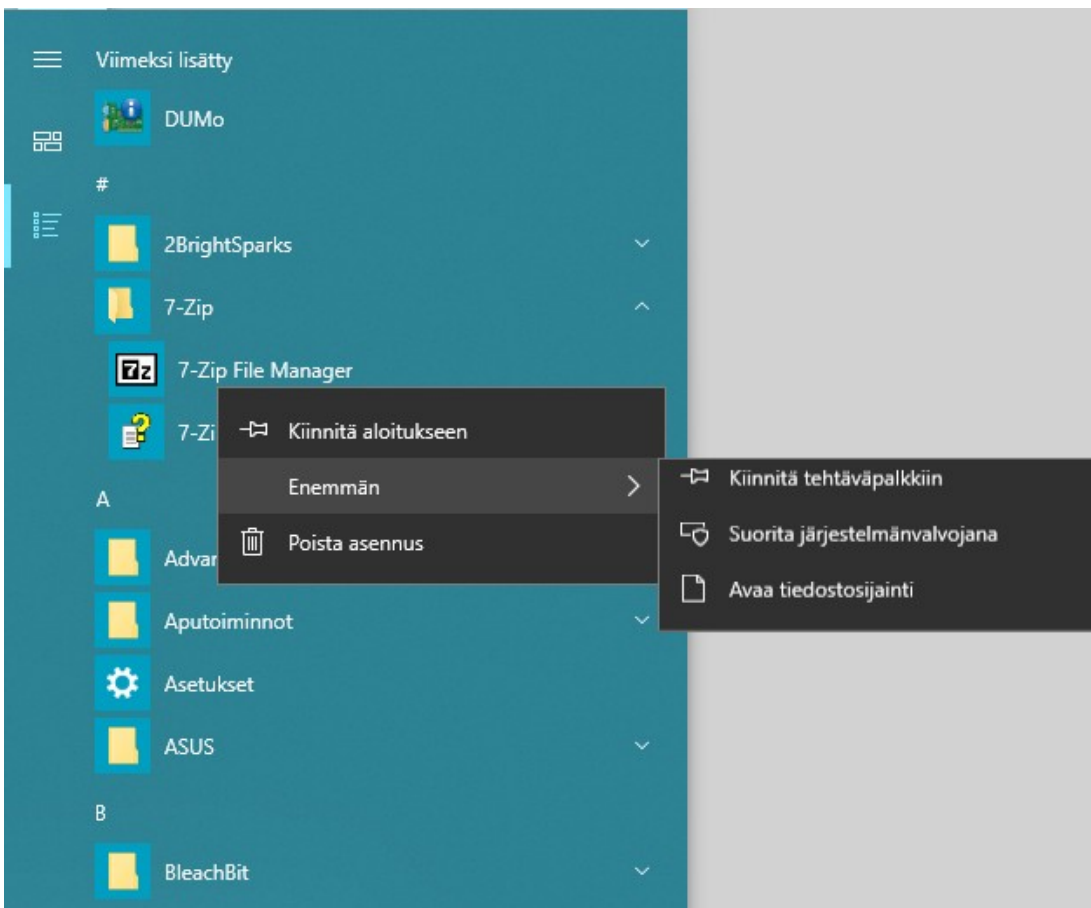 Viimeksi lisätty
DUMo
#
2BrightSparks
7-Zip
7z
7-Zip File Manager
7-Zi
Kiinnitä aloitukseen
Enemmän
Poista asennus
Kiinnitä tehtäväpalkkiin
Suorita järjestelmänvalvojana
Avaa tiedostosijainti
A
Advar
Aputoiminnot
Asetukset
ASUS
B
BleachBit